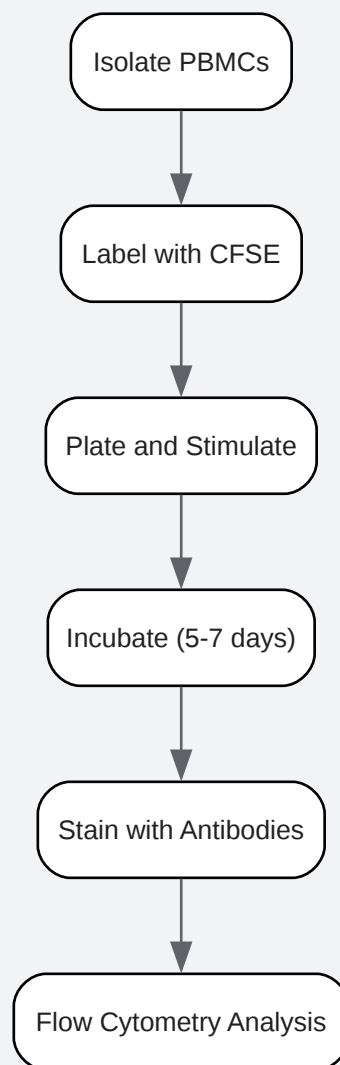 Isolate PBMCs
Label with CFSE
Plate and Stimulate
Incubate (5-7 days)
Stain with Antibodies
Flow Cytometry Analysis